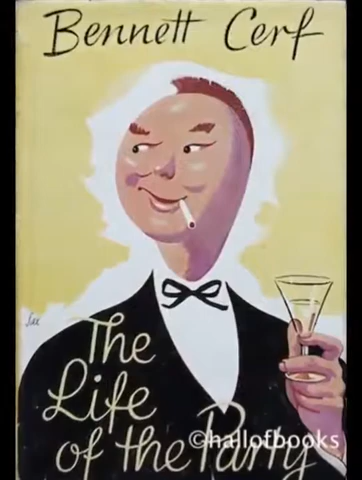 Bennett Cerf
The
Life
of the Party
©hallofbooks